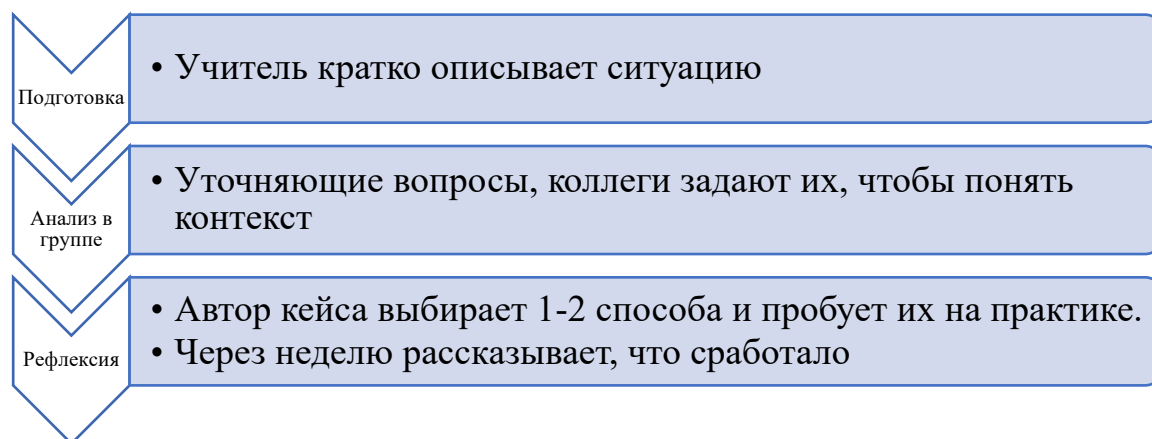 Подготовка
• Учитель кратко описывает ситуацию
Анализ в
группе
• Уточняющие вопросы, коллеги задают их, чтобы понять
контекст
Рефлексия
• Автор кейса выбирает 1-2 способа и пробует их на практике.
• Через неделю рассказывает, что сработало